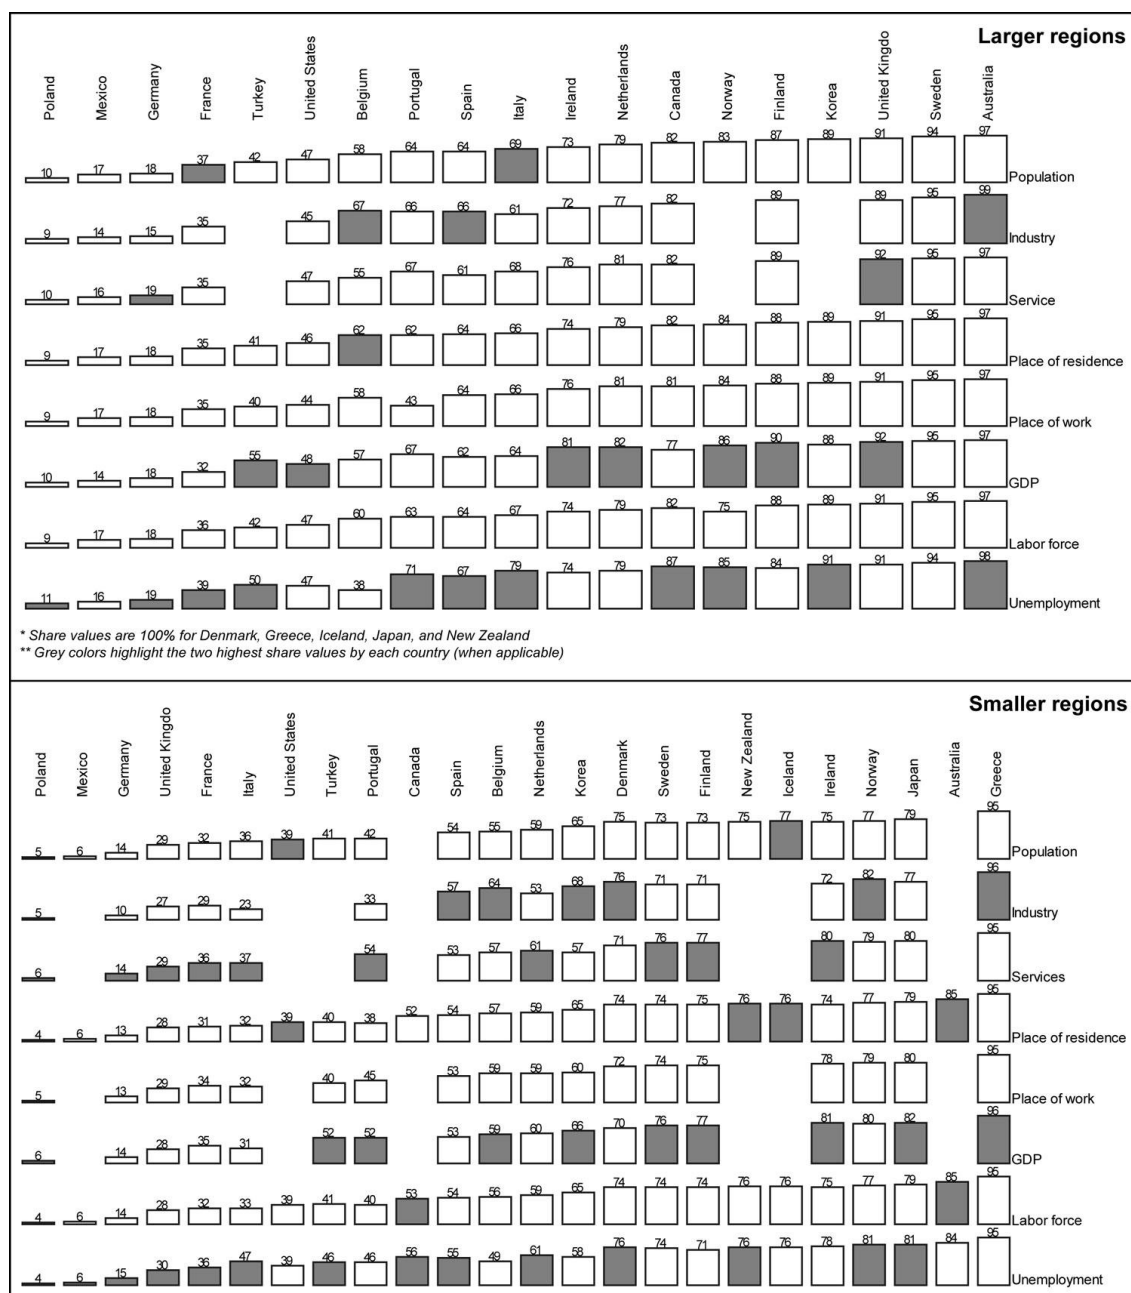 Larger regions
Poland Mexico Germany France Turkey United States Belgium Portugal Spain Italy Ireland Netherlands Canada Norway Finland Korea United Kingdo Sweden Australia
10 17 18 37 42 47 58 64 64 69 73 79 82 83 87 89 91 94 97 Population
9 14 15 35 45 67 66 66 61 72 77 82 89 89 95 99 Industry
10 16 19 35 47 55 67 61 68 76 81 82 89 92 95 97 Service
9 17 18 35 41 46 62 62 64 66 74 79 82 84 88 89 91 95 97 Place of residence
9 17 18 35 40 44 58 43 64 66 76 81 81 84 88 89 91 95 97 Place of work
10 14 18 32 55 48 57 67 62 64 81 82 77 86 90 88 92 95 97 GDP
9 17 18 36 42 47 60 63 64 67 74 79 82 75 88 89 91 95 97 Labor force
11 16 19 39 50 47 38 71 67 79 74 79 87 85 84 91 91 94 98 Unemployment
* Share values are 100% for Denmark, Greece, Iceland, Japan, and New Zealand
** Grey colors highlight the two highest share values by each country (when applicable)
Smaller regions
Poland Mexico Germany United Kingdo France Italy United States Turkey Portugal Canada Spain Belgium Netherlands Korea Denmark Sweden Finland New Zealand Iceland Ireland Norway Japan Australia Greece
5 6 14 29 32 36 39 41 42 54 55 59 65 75 73 73 75 77 75 77 79 95 Population
5 10 27 29 23 33 57 64 53 68 76 71 71 72 82 77 96 Industry
6 14 29 36 37 54 53 57 61 57 71 76 77 80 79 80 95 Services
4 6 13 28 31 32 39 40 38 52 54 57 59 65 74 74 75 76 76 74 77 79 85 95 Place of residence
5 13 29 34 32 40 45 53 59 59 60 72 74 75 78 79 80 95 Place of work
6 14 28 35 31 52 52 53 59 60 66 70 76 77 81 80 82 96 GDP
4 6 14 28 32 33 39 41 40 53 54 56 59 65 74 74 74 76 76 75 77 79 85 95 Labor force
4 6 15 30 36 47 39 46 46 56 55 49 61 58 76 74 71 76 76 78 81 81 84 95 Unemployment